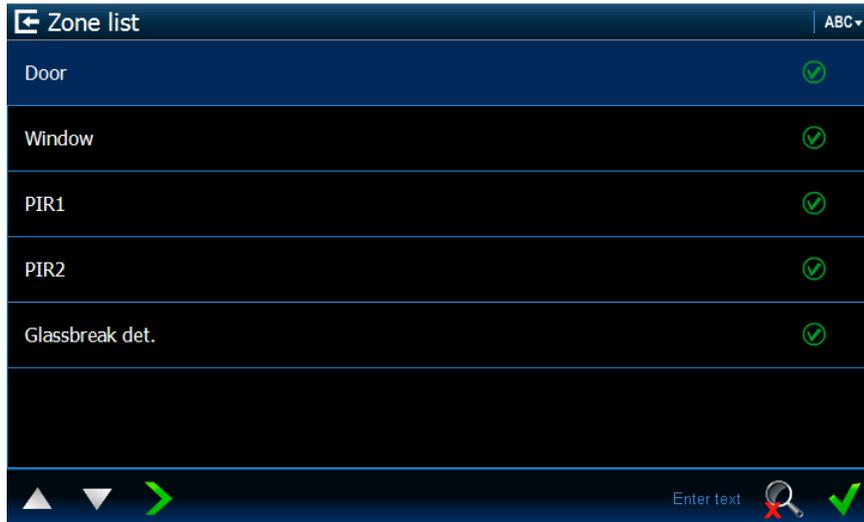 Zone list
ABC
Door
Window
PIR1
PIR2
Glassbreak det.
Enter text